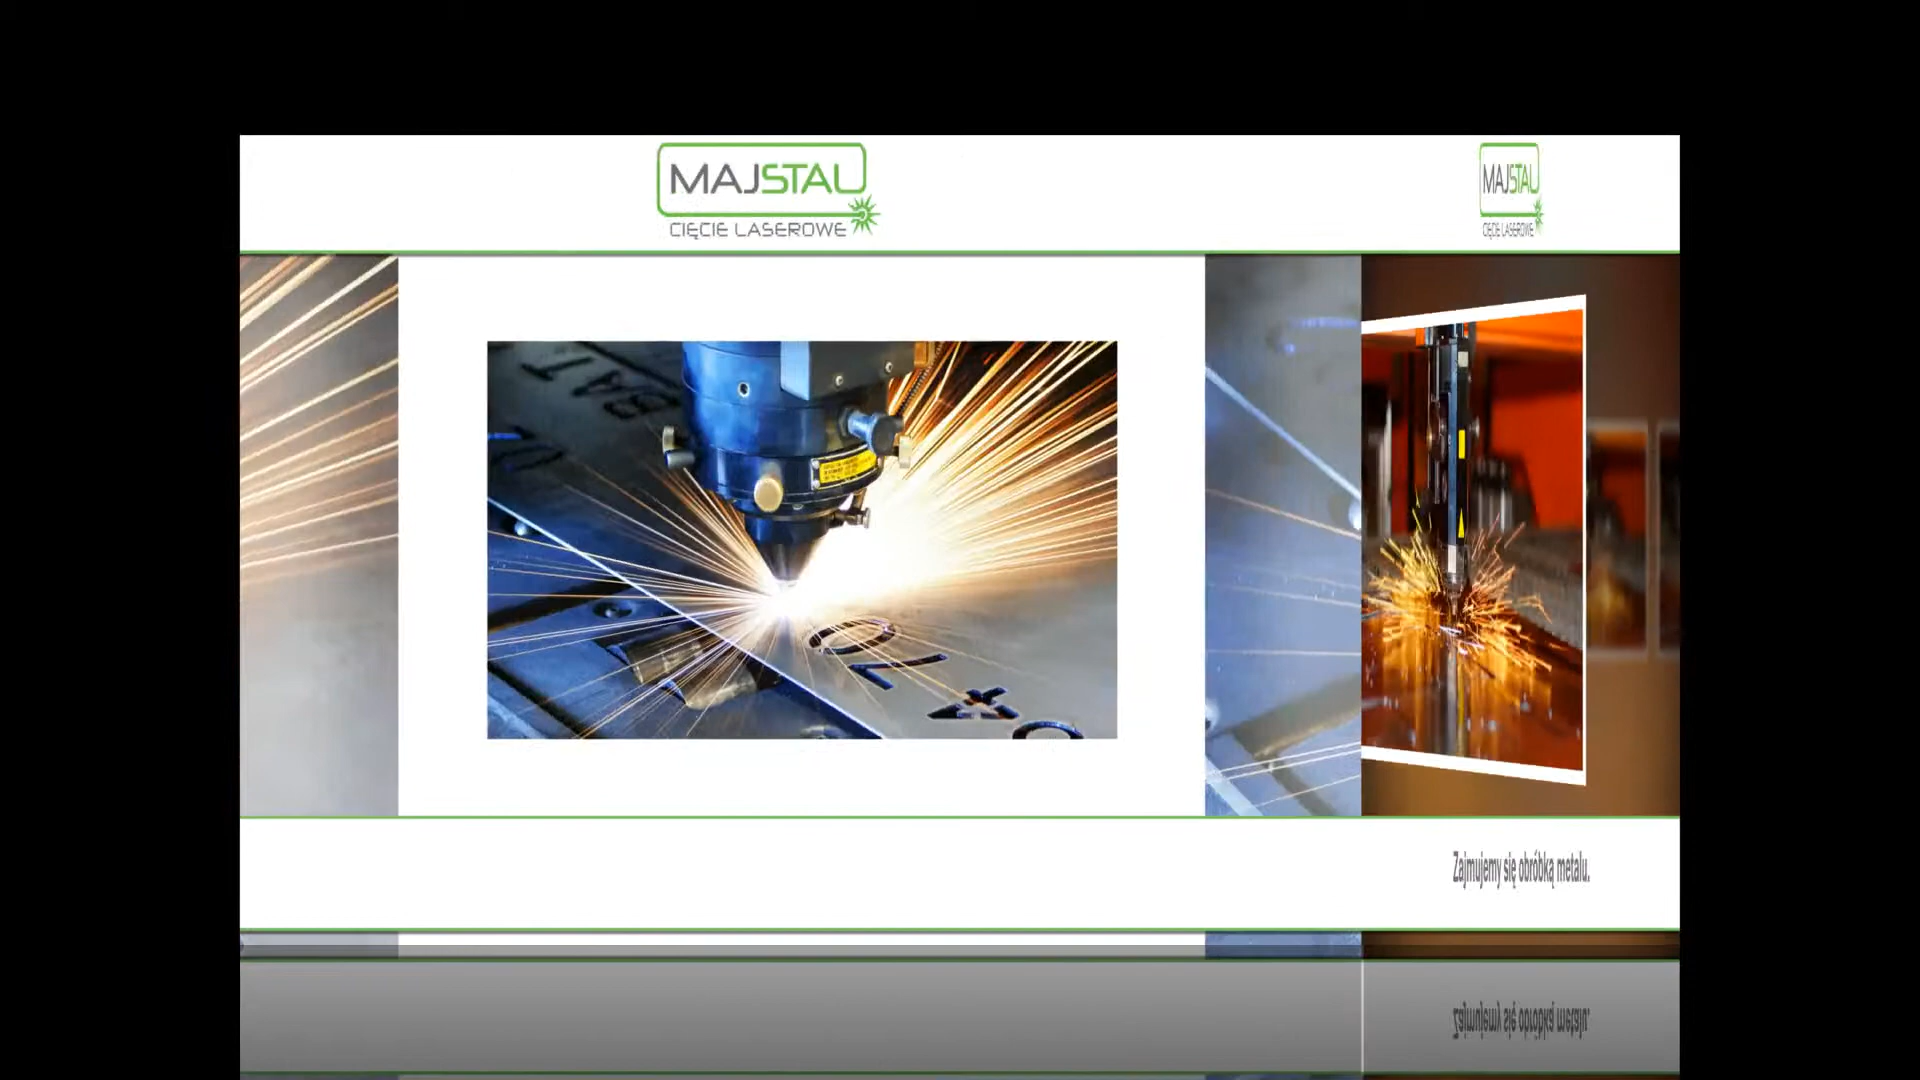 MAJSTAL
CIĘCIE LASEROWE
MAJSTAL
CIĘCIE LASEROWE
Zajmujemy się obróbką metalu.